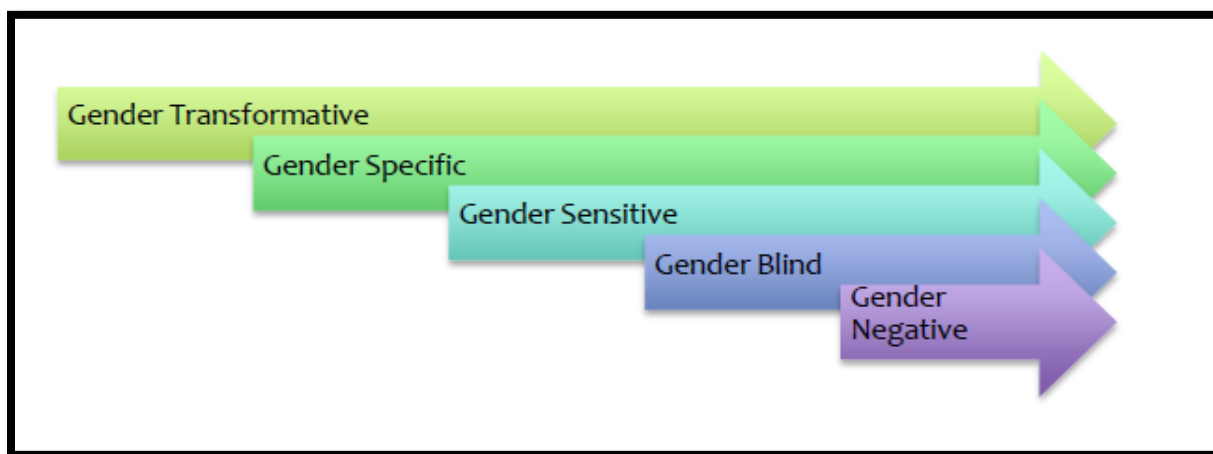 Gender Transformative
Gender Specific
Gender Sensitive
Gender Blind
Gender
Negative